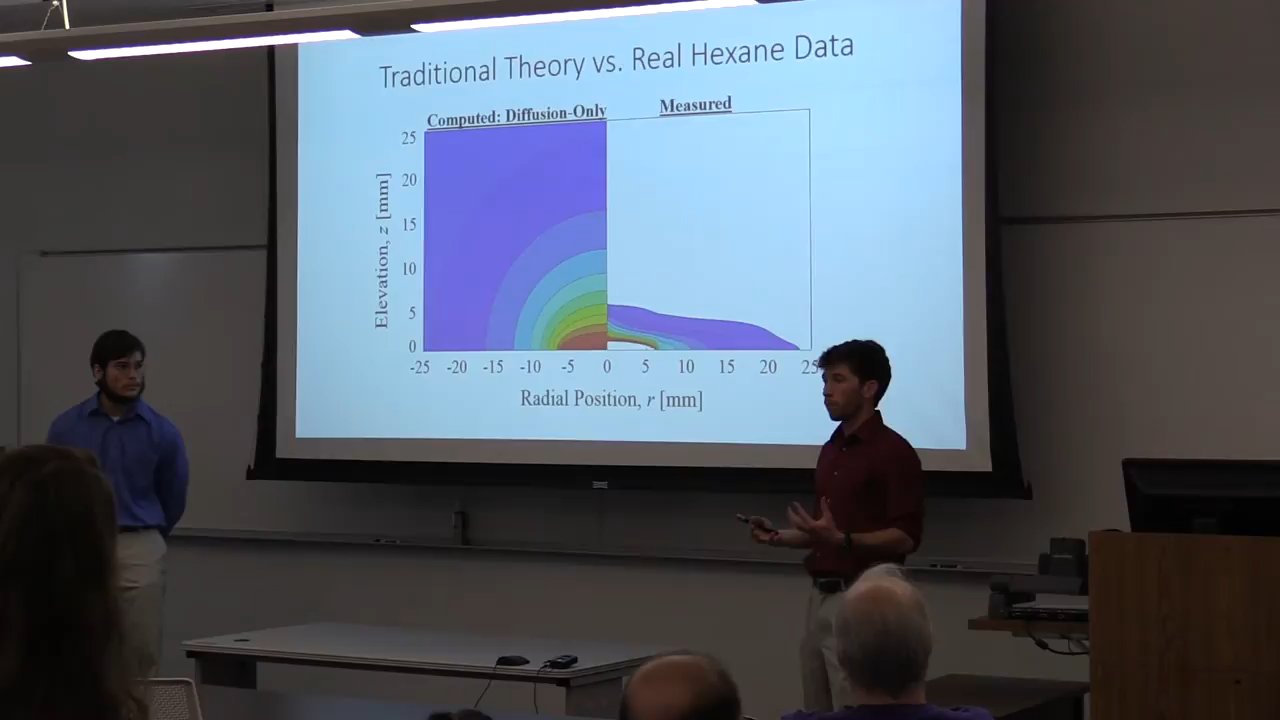 Traditional Theory vs. Real Hexane Data
Computed: Diffusion-Only
Measured
25
20
15
10
5
0
Elevation, z [mm]
-25 -20 -15 -10 -5 0 5 10 15 20 25
Radial Position, r [mm]